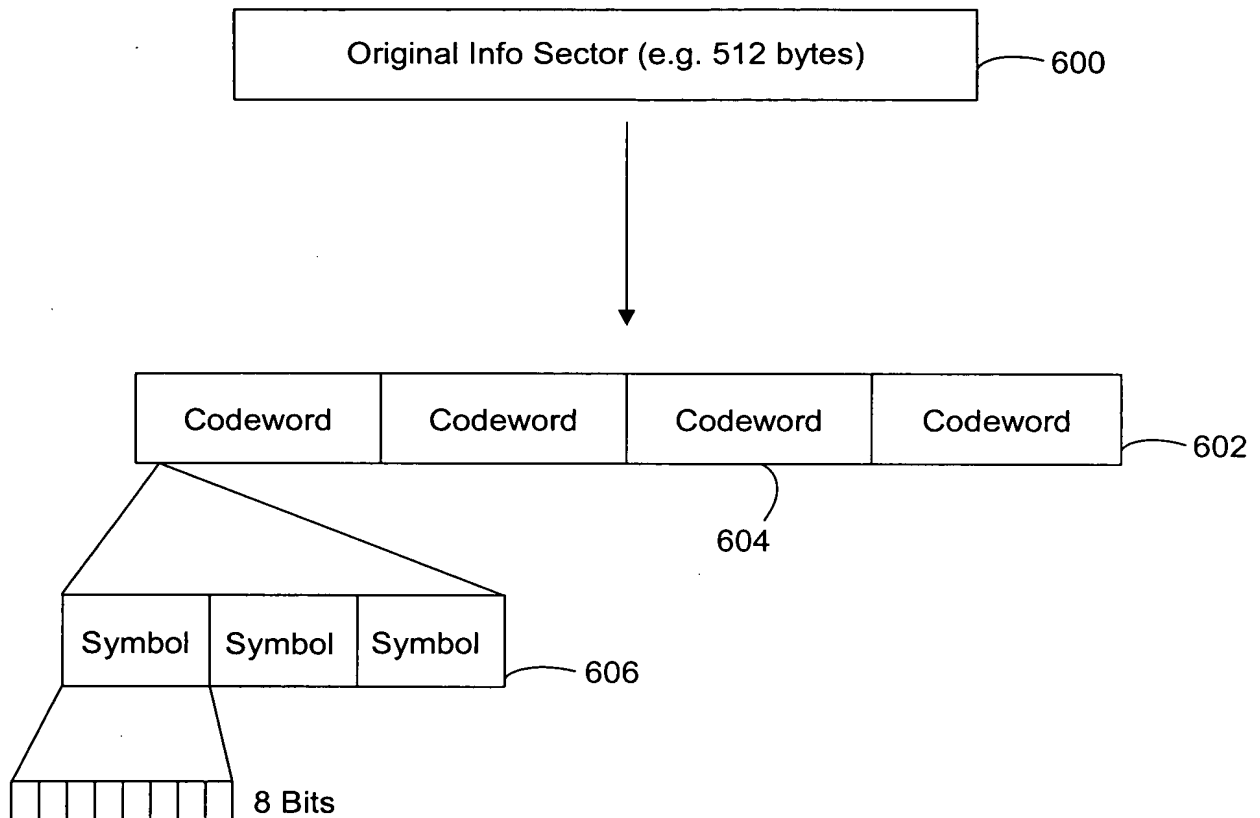 Original Info Sector (e.g. 512 bytes)
600
Codeword Codeword Codeword Codeword
602
604
Symbol Symbol Symbol
606
8 Bits